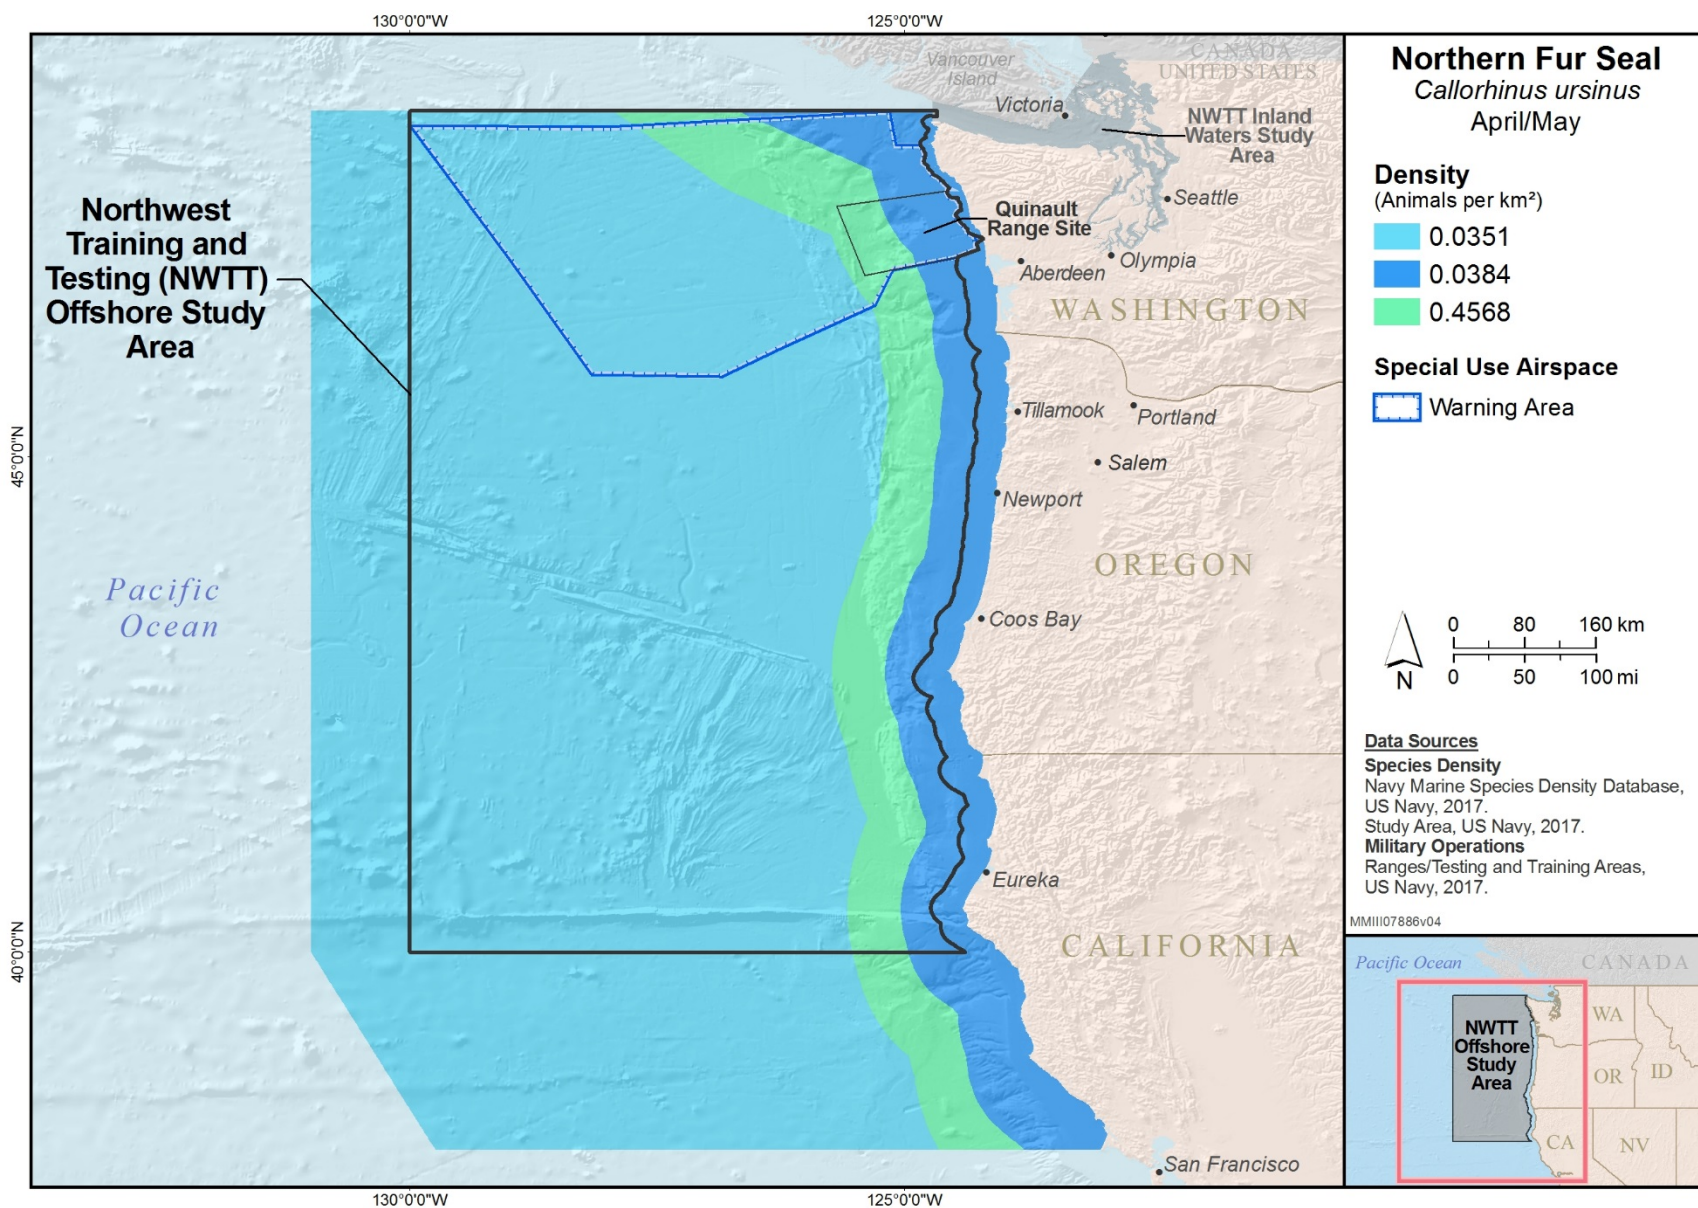 130°0'0"W
125°0'0"W
45°0'0"N
40°0'0"N
130°0'0"W
125°0'0"W
CANADA
UNITED STATES
Vancouver
Island
Victoria
NWTT Inland
Waters Study
Area
Seattle
Quinault
Range Site
Aberdeen
Olympia
WASHINGTON
Northwest
Training and
Testing (NWTT)
Offshore Study
Area
Tillamook
Portland
Salem
Newport
OREGON
Pacific
Ocean
Coos Bay
Eureka
CALIFORNIA
San Francisco
Northern Fur Seal
Callorhinus ursinus
April/May
Density
(Animals per km²)
0.0351
0.0384
0.4568
Special Use Airspace
Warning Area
0 80 160 km
N
0 50 100 mi
Data Sources
Species Density
Navy Marine Species Density Database,
US Navy, 2017.
Study Area, US Navy, 2017.
Military Operations
Ranges/Testing and Training Areas,
US Navy, 2017.
MMIII07886v04
Pacific Ocean
CANADA
WA
NWTT
Offshore
Study
Area
OR
ID
CA
NV